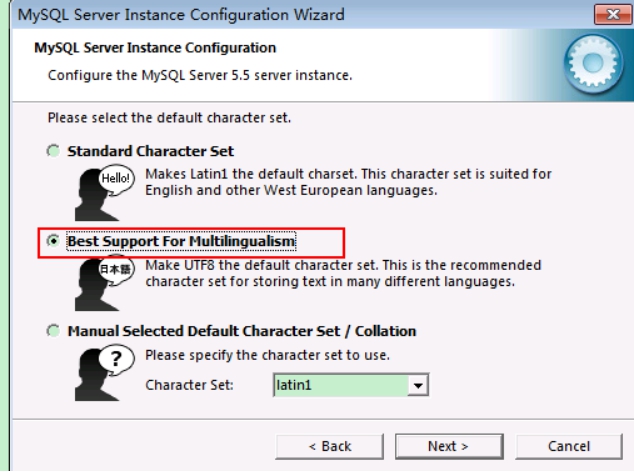 MySQL Server Instance Configuration Wizard
MySQL Server Instance Configuration
Configure the MySQL Server 5.5 server instance.
Please select the default character set.
Standard Character Set
Hello!
Makes Latin1 the default charset. This character set is suited for
English and other West European languages.
Best Support For Multilingualism
日本語
Make UTF8 the default character set. This is the recommended
character set for storing text in many different languages.
Manual Selected Default Character Set / Collation
?
Please specify the character set to use.
Character Set: latin1
< Back Next > Cancel